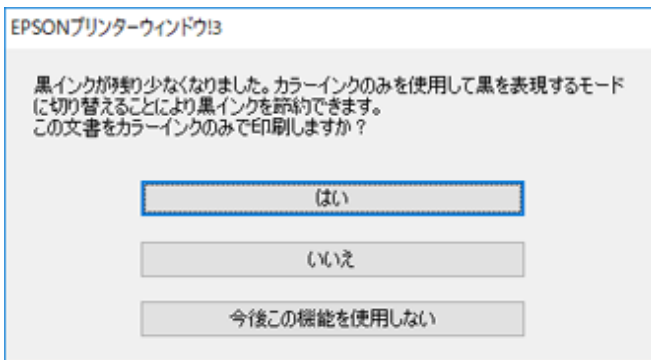 EPSONプリンターウィンドウ!3
黒インクが残り少なくなりました。カラーインクのみを使用して黒を表現するモード
に切り替えることにより黒インクを節約できます。
この文書をカラーインクのみで印刷しますか？
はい
いいえ
今後この機能を使用しない